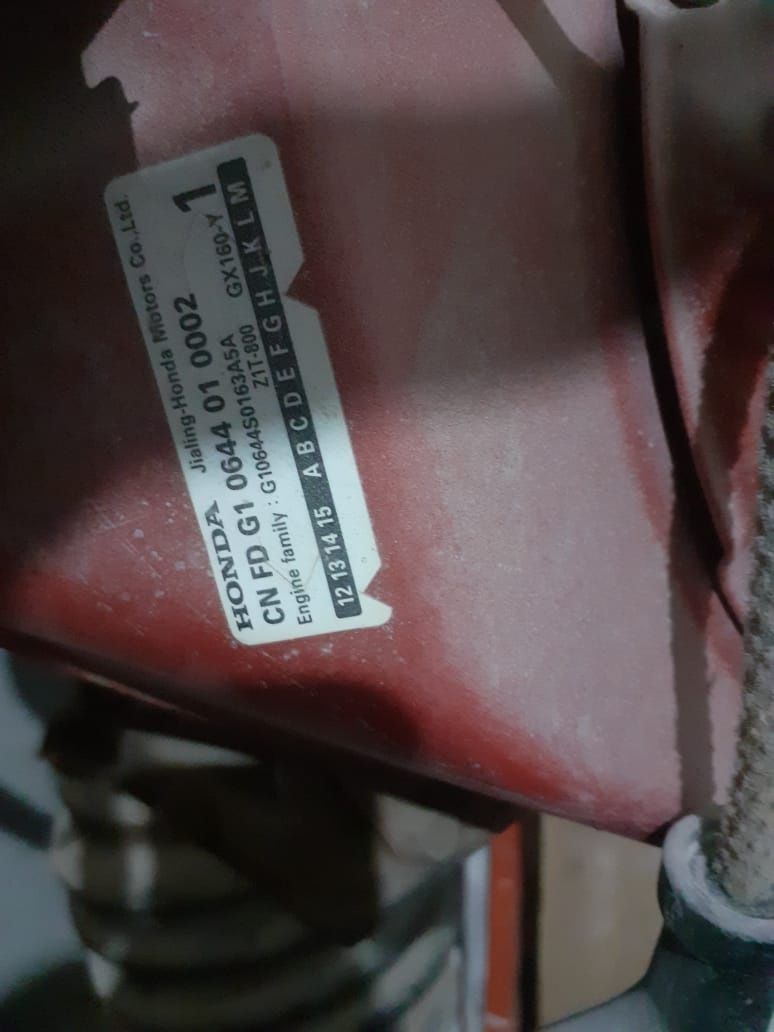 HONDA Jialing-Honda Motors Co.,Ltd.
CN FD G1 0644 01 0002 1
Engine family : G10644S0163A5A GX160-Y
Z1T-800
12 13 14 15 A B C D E F G H J K L M